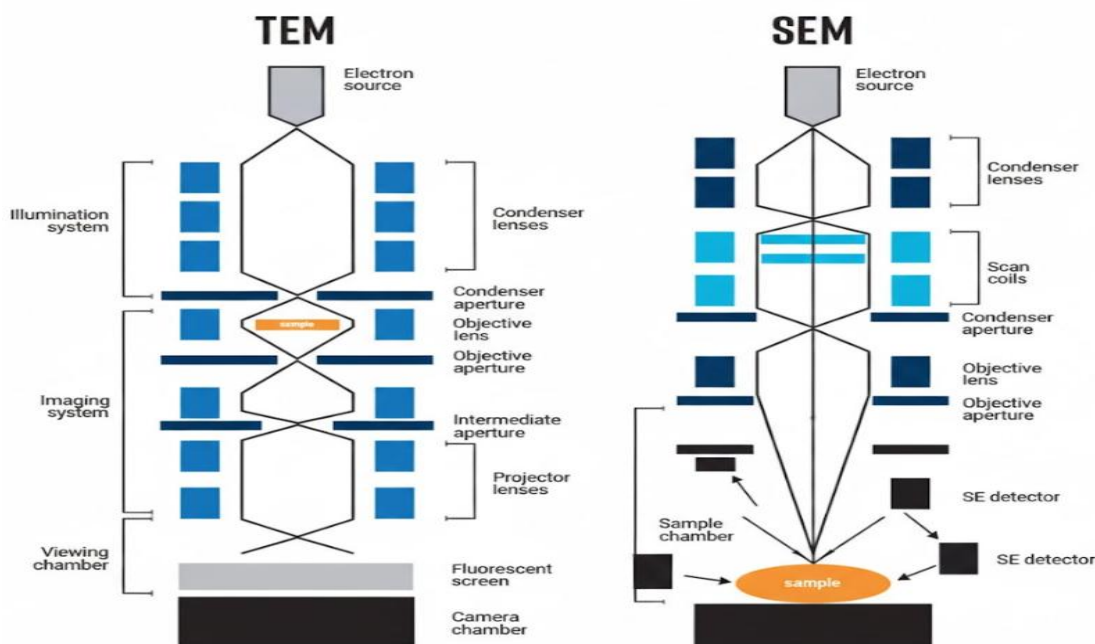 TEM
Electron
source
Illumination
system
Condenser
lenses
Condenser
aperture
sample
Objective
lens
Objective
aperture
Imaging
system
Intermediate
aperture
Projector
lenses
Viewing
chamber
Fluorescent
screen
Camera
chamber
SEM
Electron
source
Condenser
lenses
Scan
coils
Condenser
aperture
Objective
lens
Objective
aperture
SE detector
Sample
chamber
SE detector
sample